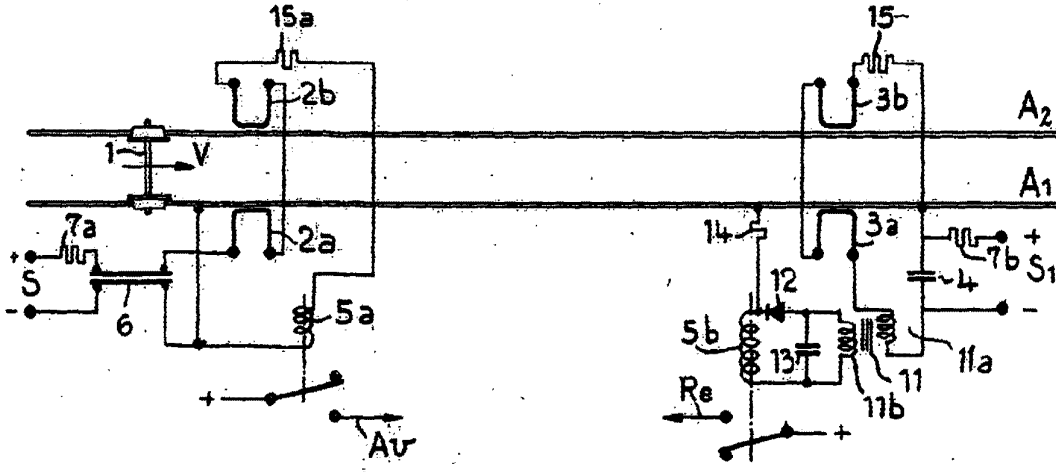 15a
15
2b
3b
A2
1
V
A1
7a
2a
14
3a
+
S
-
+
7b
S1
6
5a
12
4
-
5b
13
11
11a
11b
+
Re
Av
+